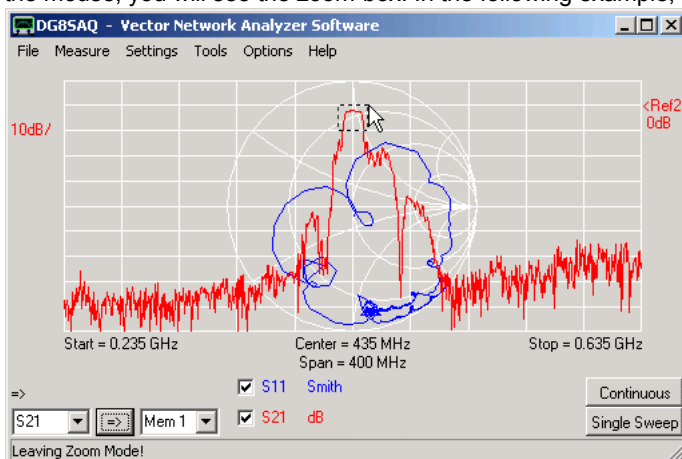 the mouse, you will see the zoom box. In the following example,
DG8SAQ - Vector Network Analyzer Software
File Measure Settings Tools Options Help
<Ref2
10dB/ 0dB
Start = 0.235 GHz Center = 435 MHz Stop = 0.635 GHz
Span = 400 MHz
=> S11 Smith Continuous
S21 => Mem 1 S21 dB Single Sweep
Leaving Zoom Mode!